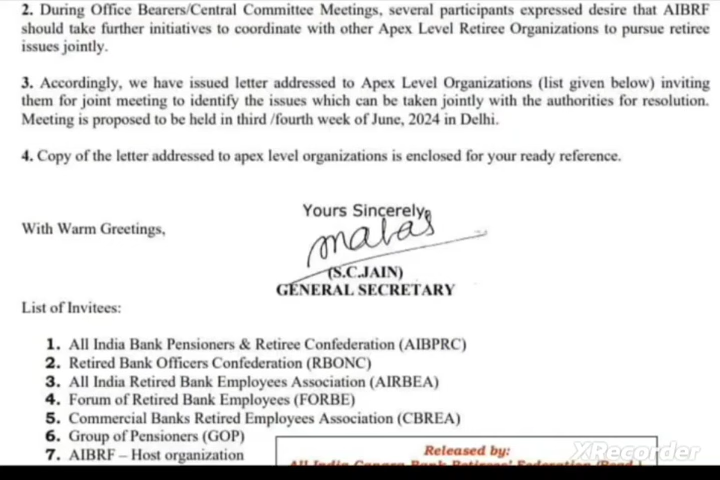 2. During Office Bearers/Central Committee Meetings, several participants expressed desire that AIBRF
should take further initiatives to coordinate with other Apex Level Retiree Organizations to pursue retiree
issues jointly.
3. Accordingly, we have issued letter addressed to Apex Level Organizations (list given below) inviting
them for joint meeting to identify the issues which can be taken jointly with the authorities for resolution.
Meeting is proposed to be held in third /fourth week of June, 2024 in Delhi.
4. Copy of the letter addressed to apex level organizations is enclosed for your ready reference.
Yours Sincerely,
With Warm Greetings,
(S.C.JAIN)
GENERAL SECRETARY
List of Invitees:
1. All India Bank Pensioners & Retiree Confederation (AIBPRC)
2. Retired Bank Officers Confederation (RBONC)
3. All India Retired Bank Employees Association (AIRBEA)
4. Forum of Retired Bank Employees (FORBE)
5. Commercial Banks Retired Employees Association (CBREA)
6. Group of Pensioners (GOP)
7. AIBRF – Host organization
Released by:
XRecorder